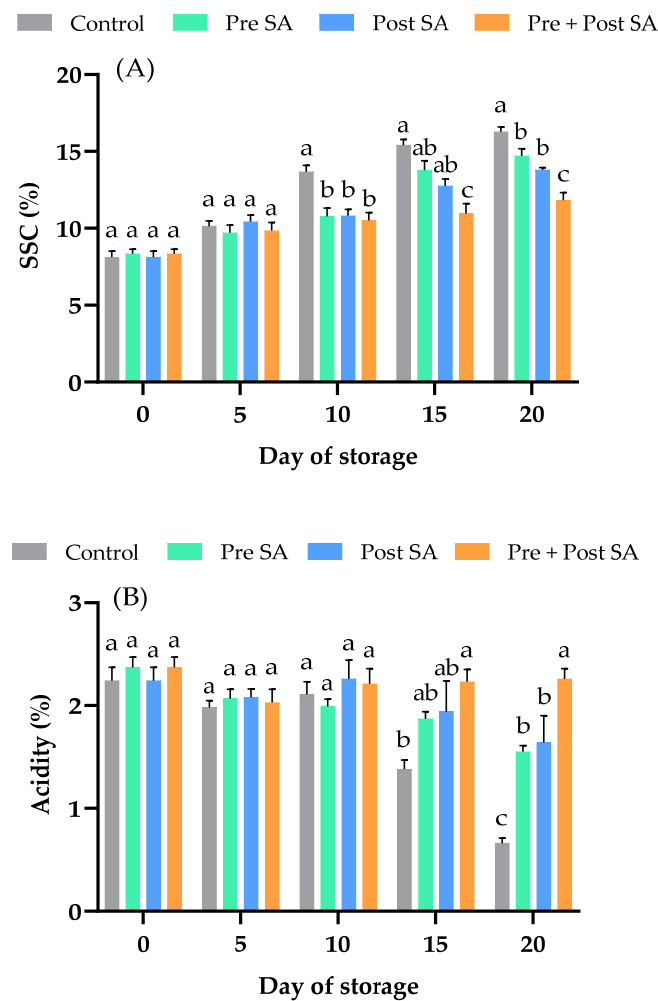 Control Pre SA Post SA Pre + Post SA
(A)
SSC (%)
20
15
10
5
0
a a a a
a a a a
a b b b
a ab ab c
a b b c
0 5 10 15 20
Day of storage
Control Pre SA Post SA Pre + Post SA
(B)
Acidity (%)
3
2
1
0
a a a a
a a a a
a a a a
b ab ab a
c b b a
0 5 10 15 20
Day of storage